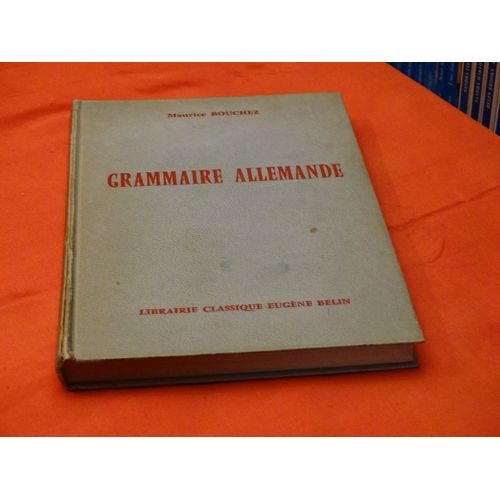 Maurice BOUCHEZ
GRAMMAIRE ALLEMANDE
LIBRAIRIE CLASSIQUE EUGÈNE BELIN